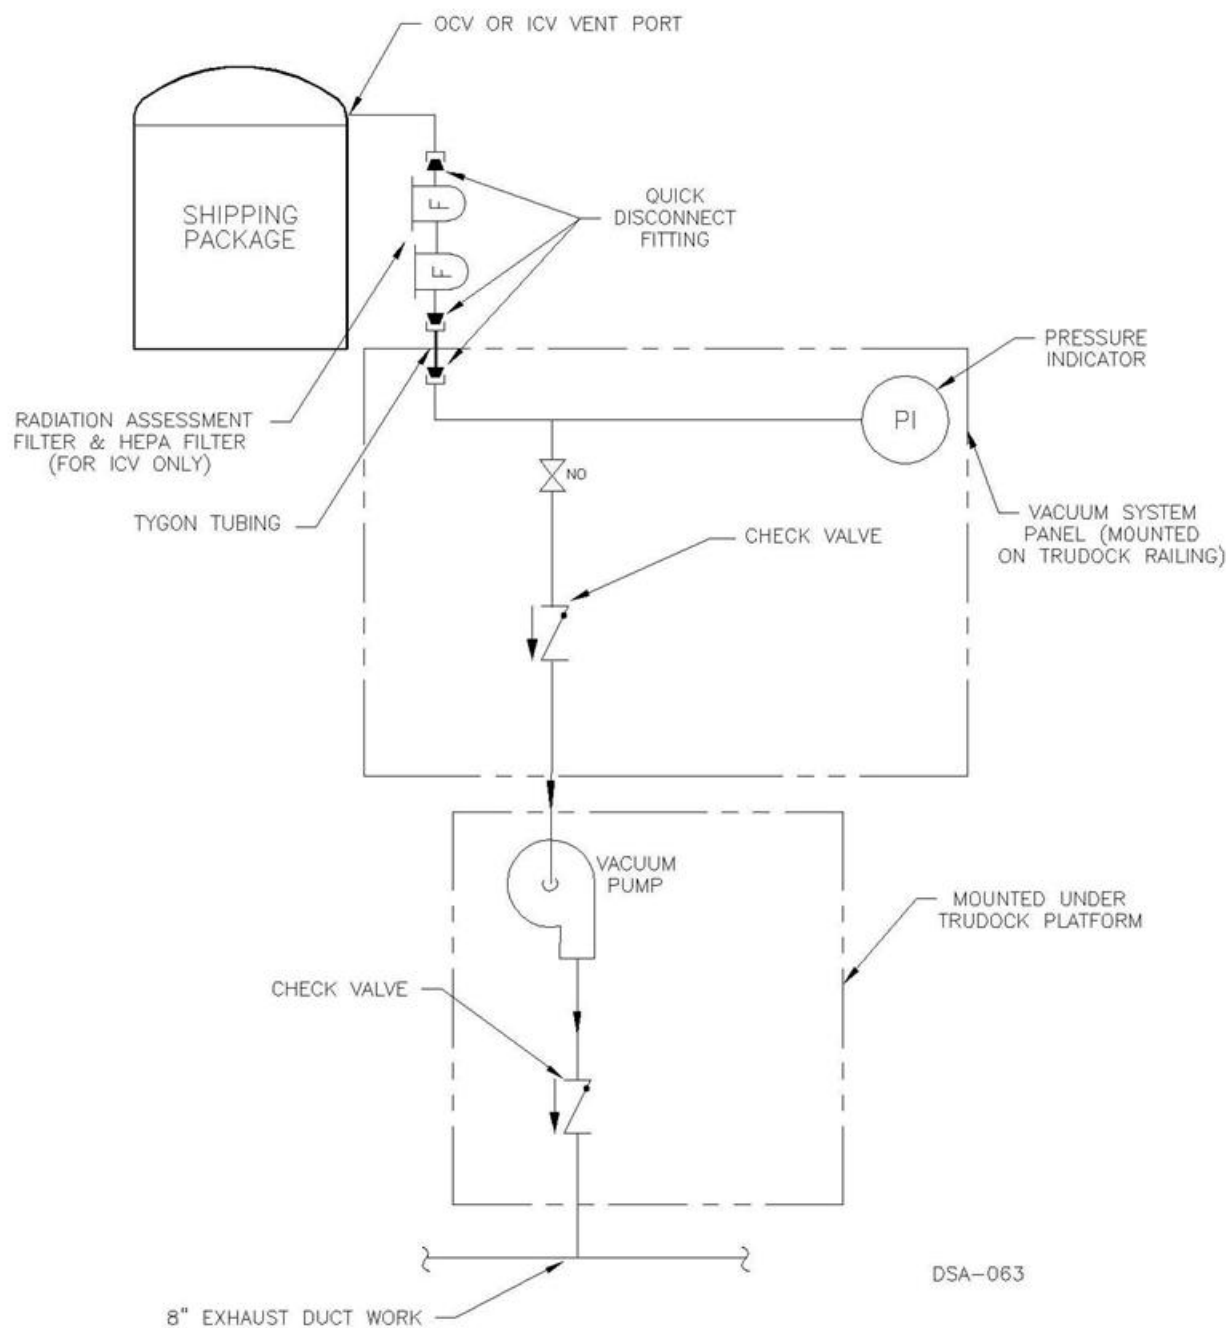 OCV OR ICV VENT PORT
SHIPPING
PACKAGE
F
F
QUICK
DISCONNECT
FITTING
PRESSURE
INDICATOR
PI
RADIATION ASSESSMENT
FILTER & HEPA FILTER
(FOR ICV ONLY)
NO
TYGON TUBING
VACUUM SYSTEM
PANEL (MOUNTED
ON TRUDOCK RAILING)
CHECK VALVE
VACUUM
PUMP
MOUNTED UNDER
TRUDOCK PLATFORM
CHECK VALVE
DSA-063
8" EXHAUST DUCT WORK